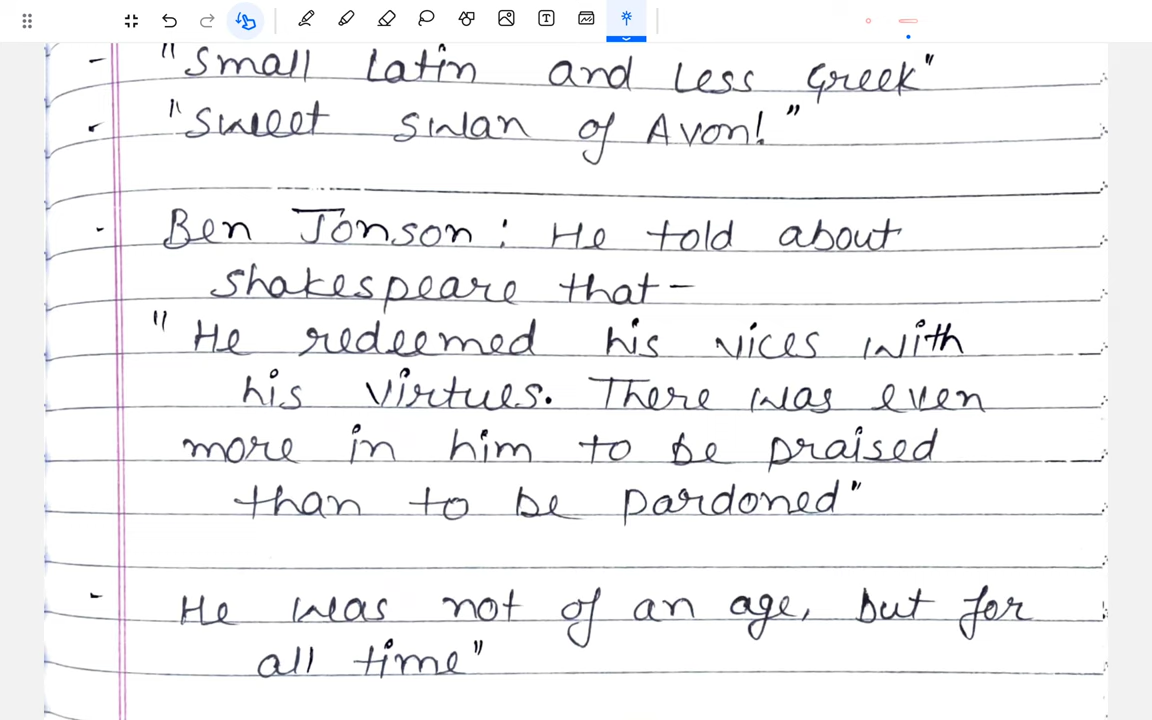 - "Small Latin and Less Greek"
- "Sweet Swan of Avon!"
- Ben Jonson : He told about
Shakespeare that -
"He redeemed his vices with
his virtues. There was even
more in him to be praised
than to be pardoned"
- He was not of an age, but for
all time"